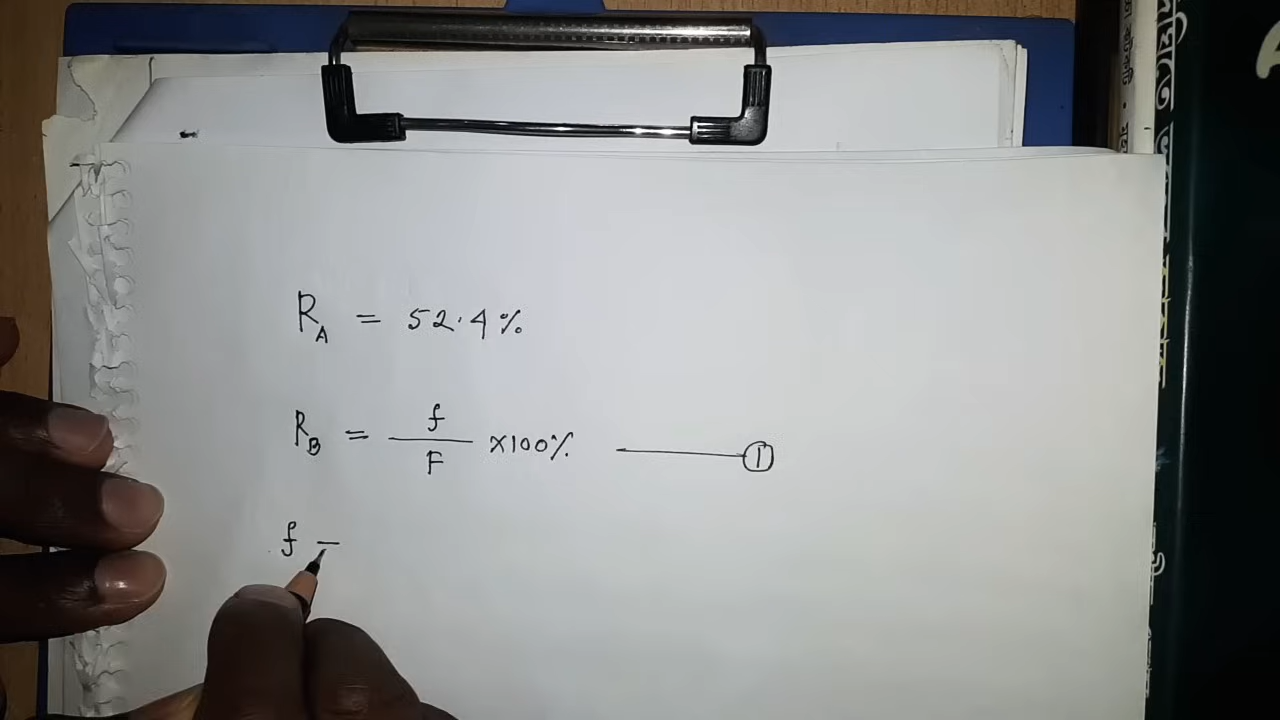 R_A = 52.4%
R_B = f/F ×100% ——— ①
f –